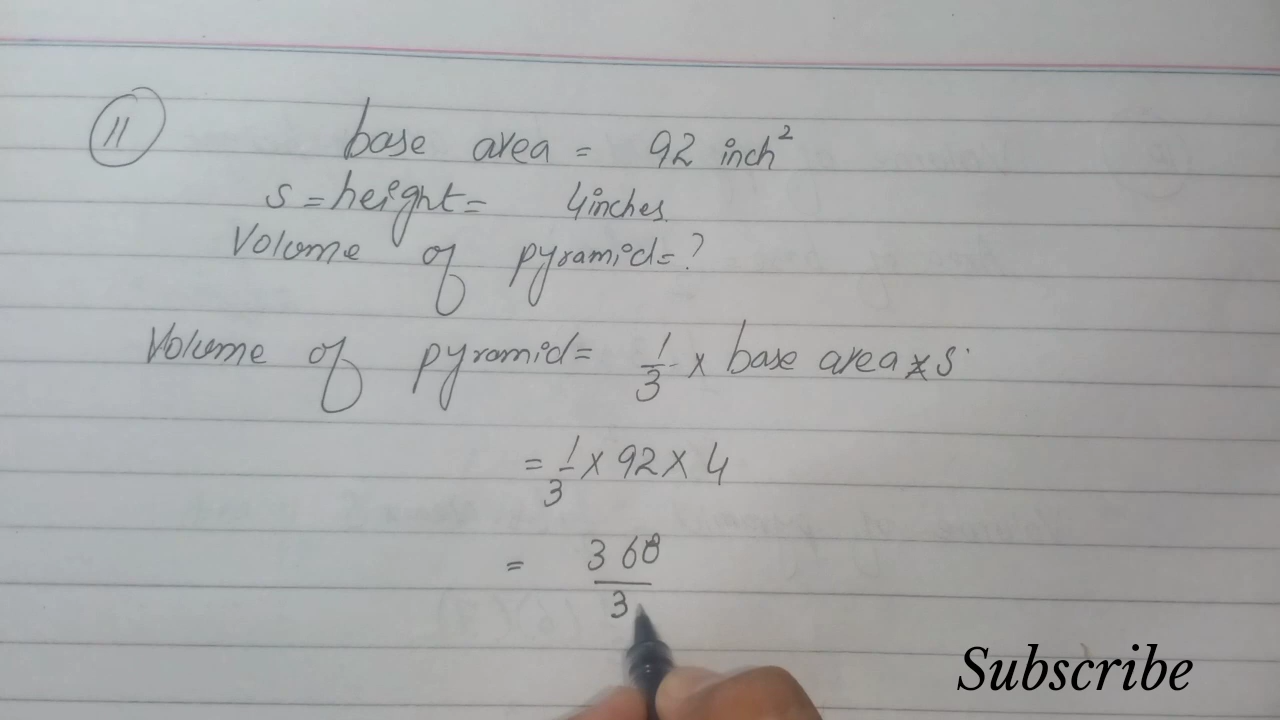 11 base area = 92 inch²
s = height = 4inches.
Volume of pyramid = ?
Volume of pyramid = 1/3 × base area × s
= 1/3 × 92 × 4
= 368/3
Subscribe